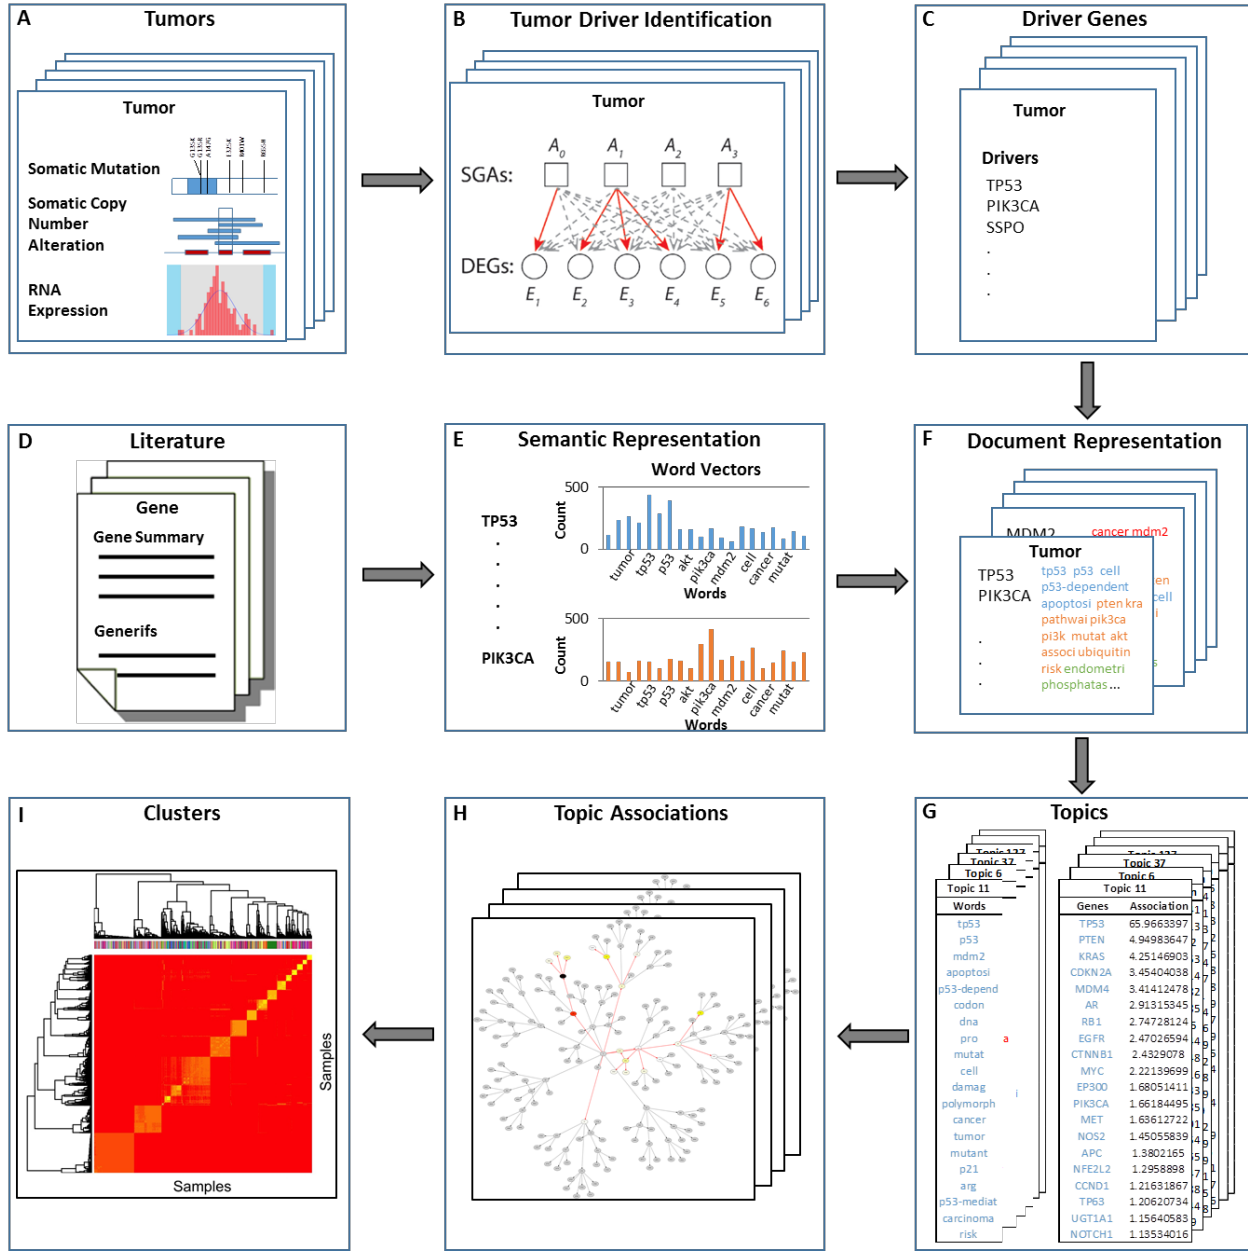 A Tumors
Tumor
Somatic Mutation
Somatic Copy
Number
Alteration
RNA
Expression
B Tumor Driver Identification
Tumor
A0 A1 A2 A3
SGAs:
DEGs:
E1 E2 E3 E4 E5 E6
C Driver Genes
Tumor
Drivers
TP53
PIK3CA
SSPO
.
.
.
D Literature
Gene
Gene Summary
Generifs
E Semantic Representation
Word Vectors
TP53
.
.
.
.
.
PIK3CA
500
Count
0
tumor tp53 p53 akt pik3ca mdm2 cell cancer mutat
Words
500
Count
0
tumor tp53 p53 akt pik3ca mdm2 cell cancer mutat
Words
F Document Representation
MDM2 cancer mdm2
Tumor
TP53
PIK3CA
.
.
.
tp53 p53 cell
p53-dependent
apoptosi pten kra
pathwai pik3ca
pi3k mutat akt
associ ubiquitin
risk endometri
phosphatas...
en
cell
i
s
G Topics
Topic 37
Topic 6
Topic 11
Words
tp53
p53
mdm2
apoptosi
p53-depend
codon
dna
pro
mutat
cell
damag
polymorph
cancer
tumor
mutant
p21
arg
p53-mediat
carcinoma
risk
a
i
Topic 37
Topic 6
Topic 11
Genes Association
TP53 65.9663397
PTEN 4.94983647
KRAS 4.25146903
CDKN2A 3.45404038
MDM4 3.41412478
AR 2.91315345
RB1 2.74728124
EGFR 2.47026594
CTNNB1 2.4329078
MYC 2.22139699
EP300 1.68051411
PIK3CA 1.66184495
MET 1.63612722
NOS2 1.45055839
APC 1.3802165
NFE2L2 1.2958898
CCND1 1.21631867
TP63 1.20620734
UGT1A1 1.15640583
NOTCH1 1.13534016
H Topic Associations
I Clusters
Samples
Samples